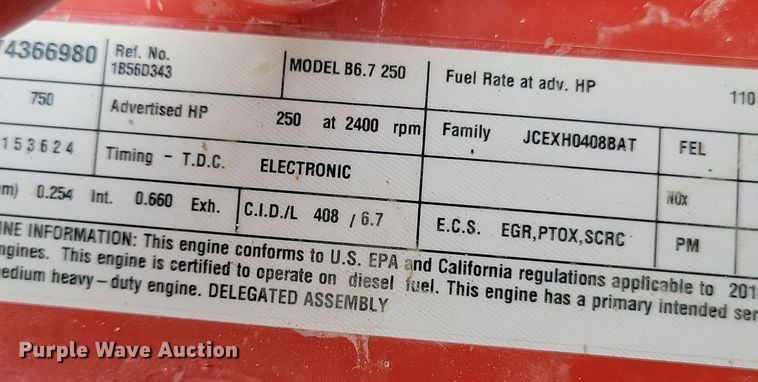 74366980
Ref. No.
1B56D343
MODEL B6.7 250
Fuel Rate at adv. HP
110
750
Advertised HP
250 at 2400 rpm
Family JCEXH0408BAT
FEL
153624
Timing - T.D.C. ELECTRONIC
NOx
m) 0.254 Int. 0.660 Exh.
C.I.D./L 408 / 6.7
E.C.S. EGR,PTOX,SCRC
PM
INE INFORMATION: This engine conforms to U.S. EPA and California regulations applicable to 201
ngines. This engine is certified to operate on diesel fuel. This engine has a primary intended ser
nedium heavy-duty engine. DELEGATED ASSEMBLY
Purple Wave Auction